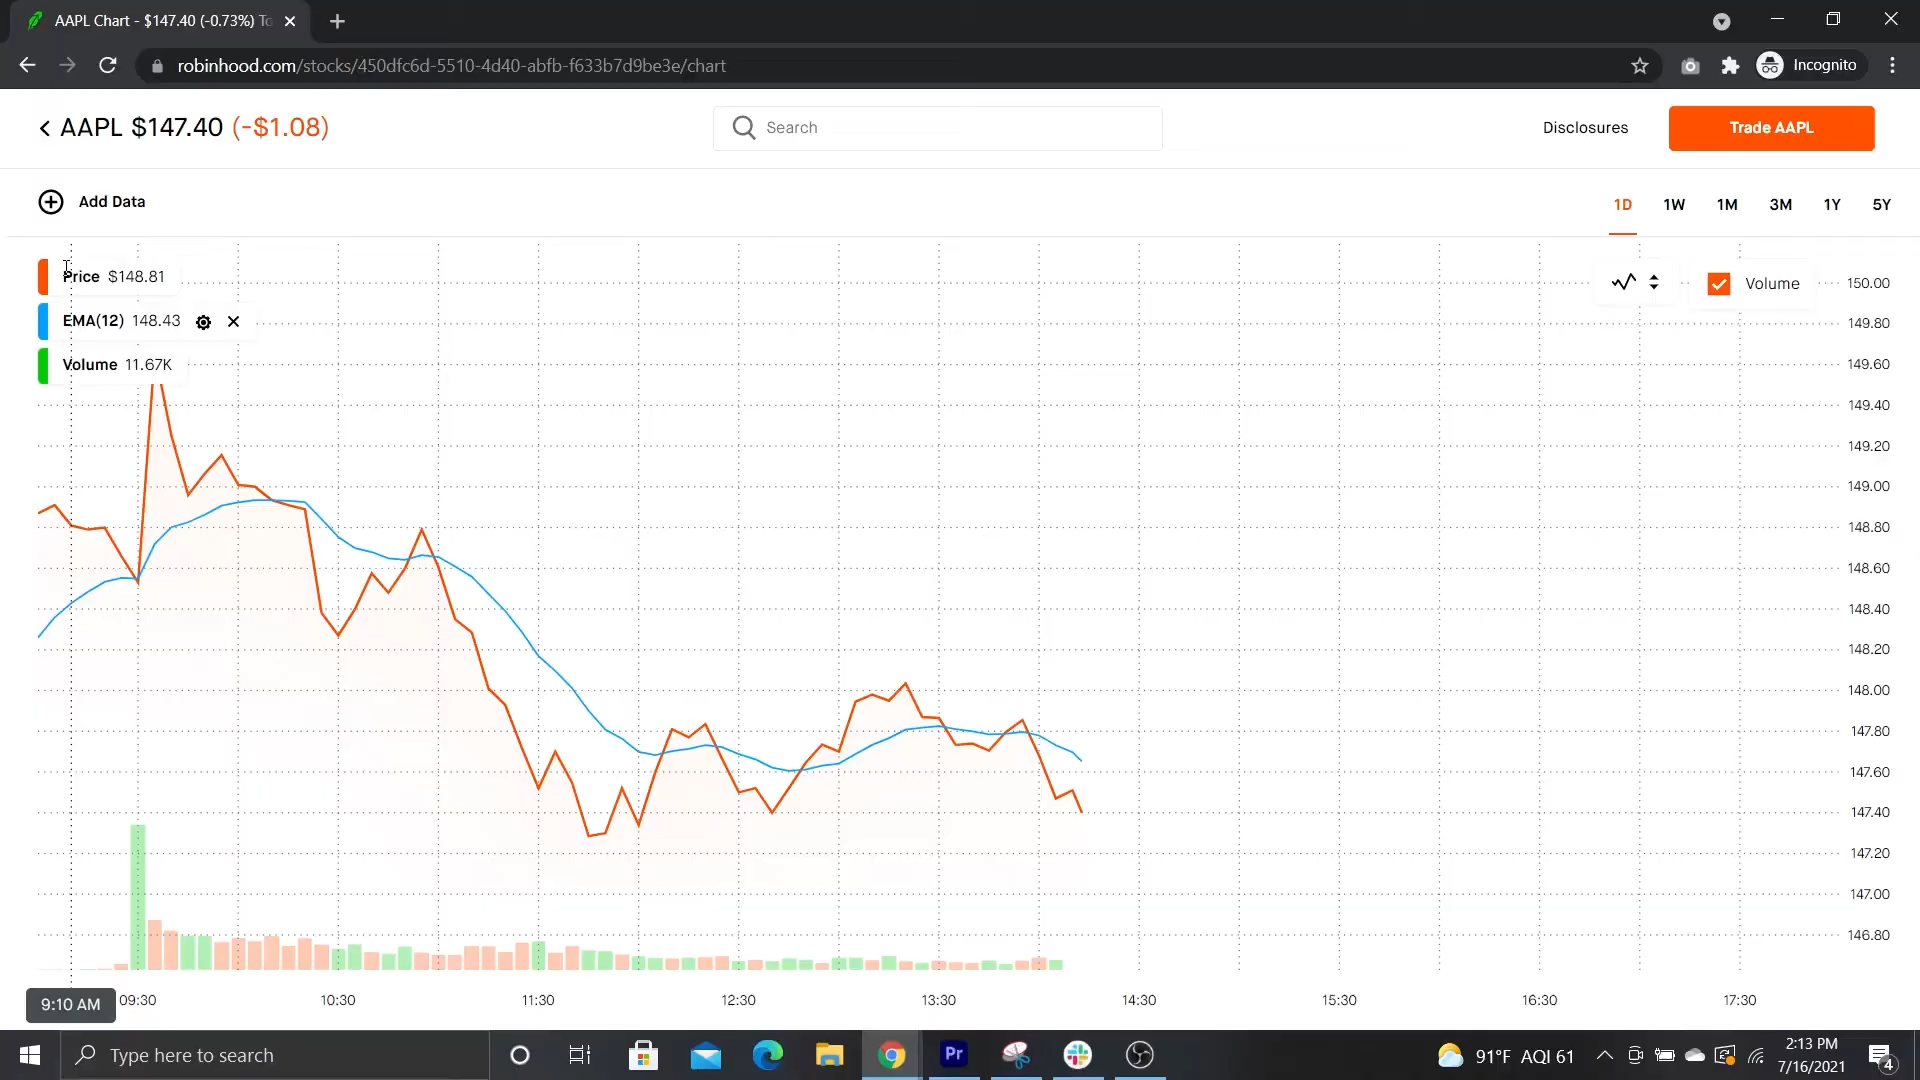 AAPL Chart - $147.40 (-0.73%) To
robinhood.com/stocks/450dfc6d-5510-4d40-abfb-f633b7d9be3e/chart
Incognito
AAPL $147.40 (-$1.08)
Search
Disclosures
Trade AAPL
Add Data
1D 1W 1M 3M 1Y 5Y
Price $148.81
EMA(12) 148.43
Volume 11.67K
Volume
150.00
149.80
149.60
149.40
149.20
149.00
148.80
148.60
148.40
148.20
148.00
147.80
147.60
147.40
147.20
147.00
146.80
9:10 AM 09:30 10:30 11:30 12:30 13:30 14:30 15:30 16:30 17:30
Type here to search
Pr
91°F AQI 61
2:13 PM
7/16/2021
4